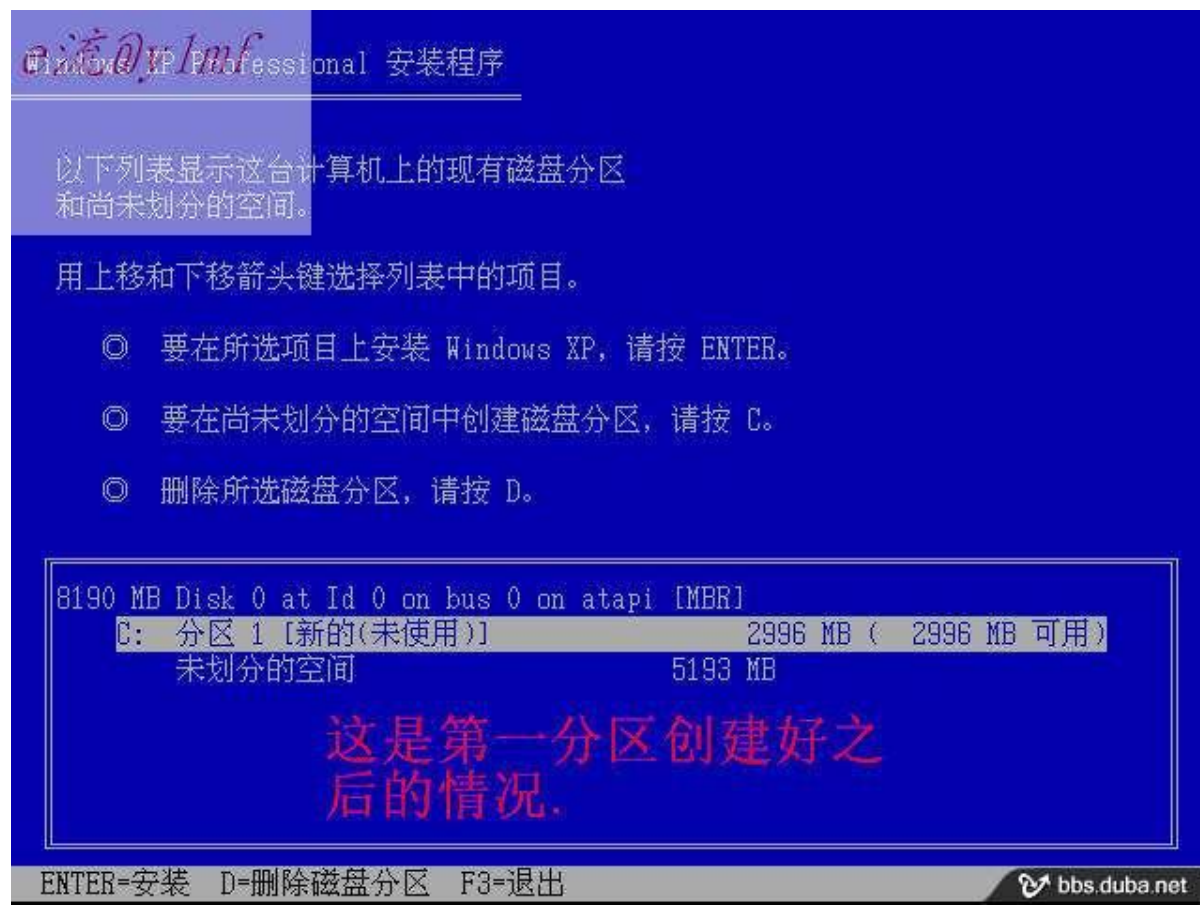 e流@ylmf
Windows XP Professional 安装程序
以下列表显示这台计算机上的现有磁盘分区
和尚未划分的空间。
用上移和下移箭头键选择列表中的项目。
◎ 要在所选项目上安装 Windows XP，请按 ENTER。
◎ 要在尚未划分的空间中创建磁盘分区，请按 C。
◎ 删除所选磁盘分区，请按 D。
8190 MB Disk 0 at Id 0 on bus 0 on atapi [MBR]
C: 分区 1 [新的(未使用)] 2996 MB ( 2996 MB 可用)
未划分的空间 5193 MB
这是第一分区创建好之
后的情况.
ENTER=安装 D=删除磁盘分区 F3=退出
bbs.duba.net